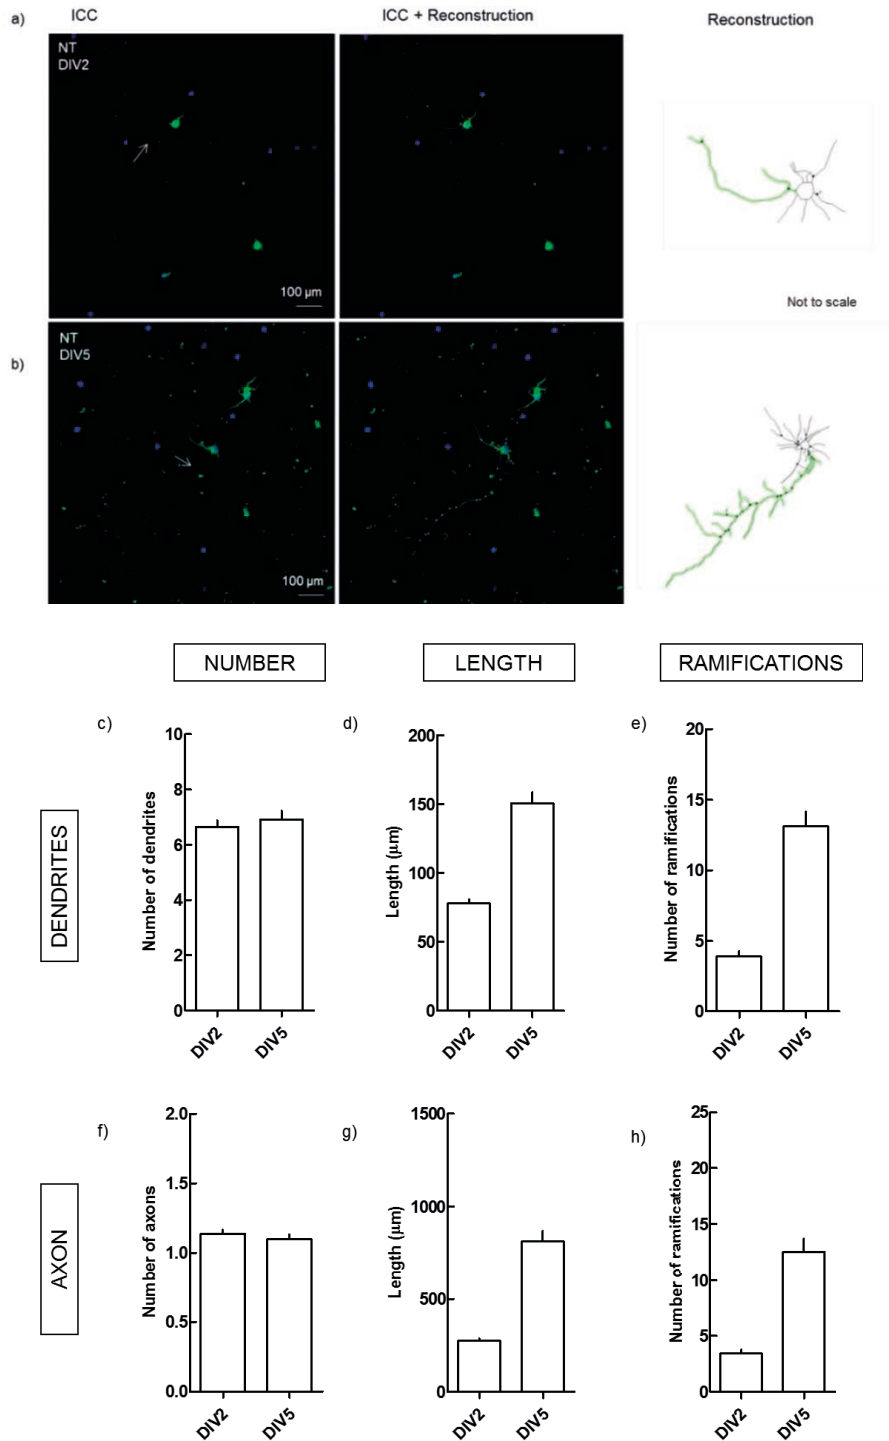 a)
ICC
ICC + Reconstruction
Reconstruction
NT
DIV2
100 µm
Not to scale
b)
NT
DIV5
100 µm
NUMBER
LENGTH
RAMIFICATIONS
DENDRITES
c)
10
8
6
4
2
0
Number of dendrites
DIV2
DIV5
d)
200
150
100
50
0
Length (µm)
DIV2
DIV5
e)
20
15
10
5
0
Number of ramifications
DIV2
DIV5
AXON
f)
2.0
1.5
1.0
0.5
0.0
Number of axons
DIV2
DIV5
g)
1500
1000
500
0
Length (µm)
DIV2
DIV5
h)
25
20
15
10
5
0
Number of ramifications
DIV2
DIV5